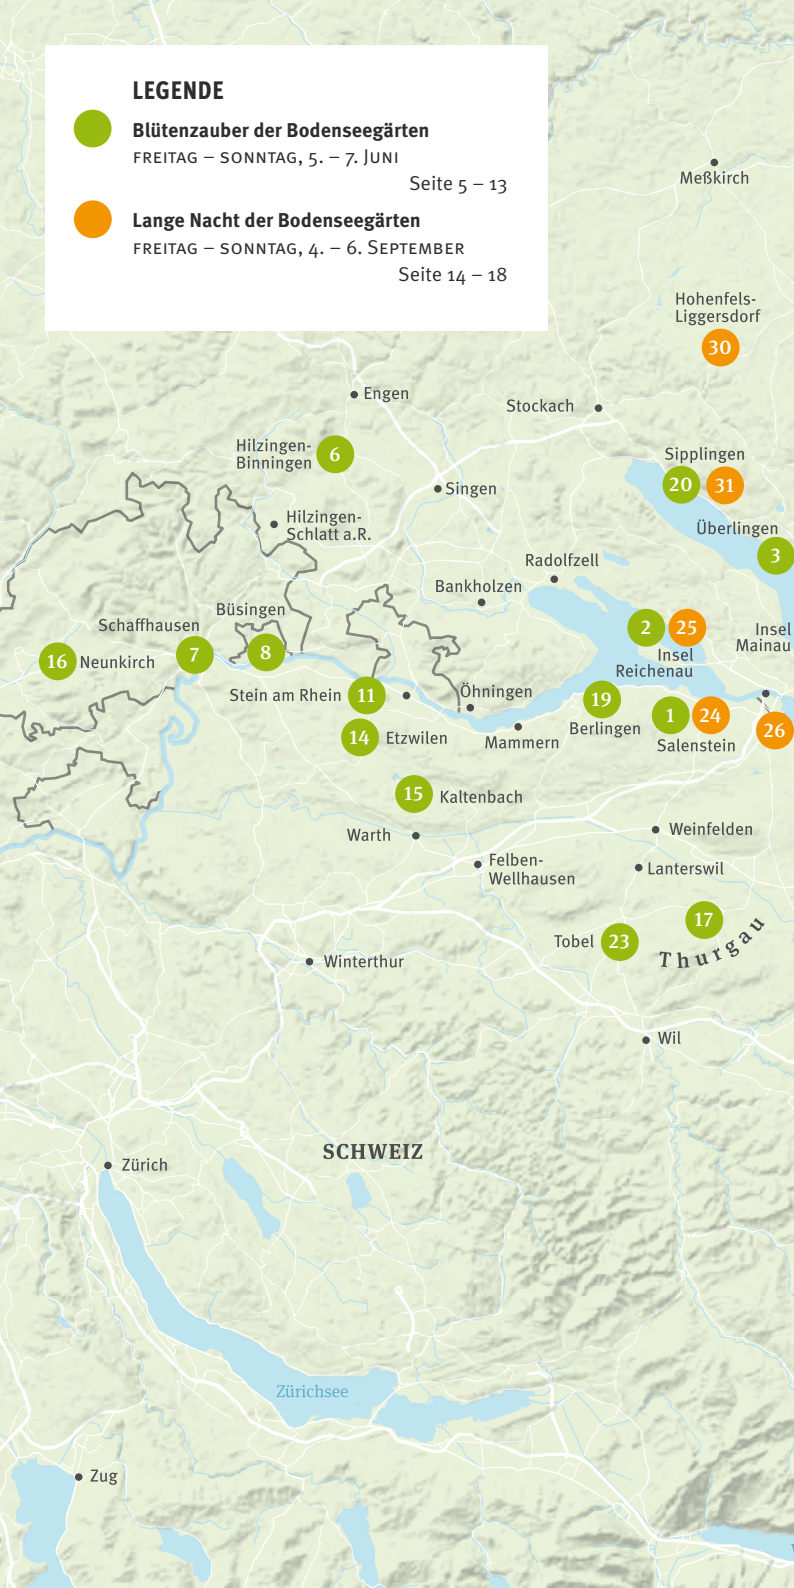 LEGENDE
Blütenzauber der Bodenseegärten
FREITAG – SONNTAG, 5. – 7. JUNI
Seite 5 – 13
Lange Nacht der Bodenseegärten
FREITAG – SONNTAG, 4. – 6. SEPTEMBER
Seite 14 – 18
Meßkirch
Hohenfels-
Liggersdorf
30
Engen
Stockach
Hilzingen-
Binningen
6
Sipplingen
20
31
Singen
Hilzingen-
Schlatt a.R.
Überlingen
3
Radolfzell
Bankholzen
Büsingen
Schaffhausen
2
25
Insel
Mainau
Insel
Reichenau
16
Neunkirch
7
8
Stein am Rhein
11
Öhningen
19
Berlingen
1
24
Salenstein
26
14
Etzwilen
Mammern
15
Kaltenbach
Warth
Weinfelden
Felben-
Wellhausen
Lanterswil
17
Thurgau
Tobel
23
Winterthur
Wil
SCHWEIZ
Zürich
Zürichsee
Zug